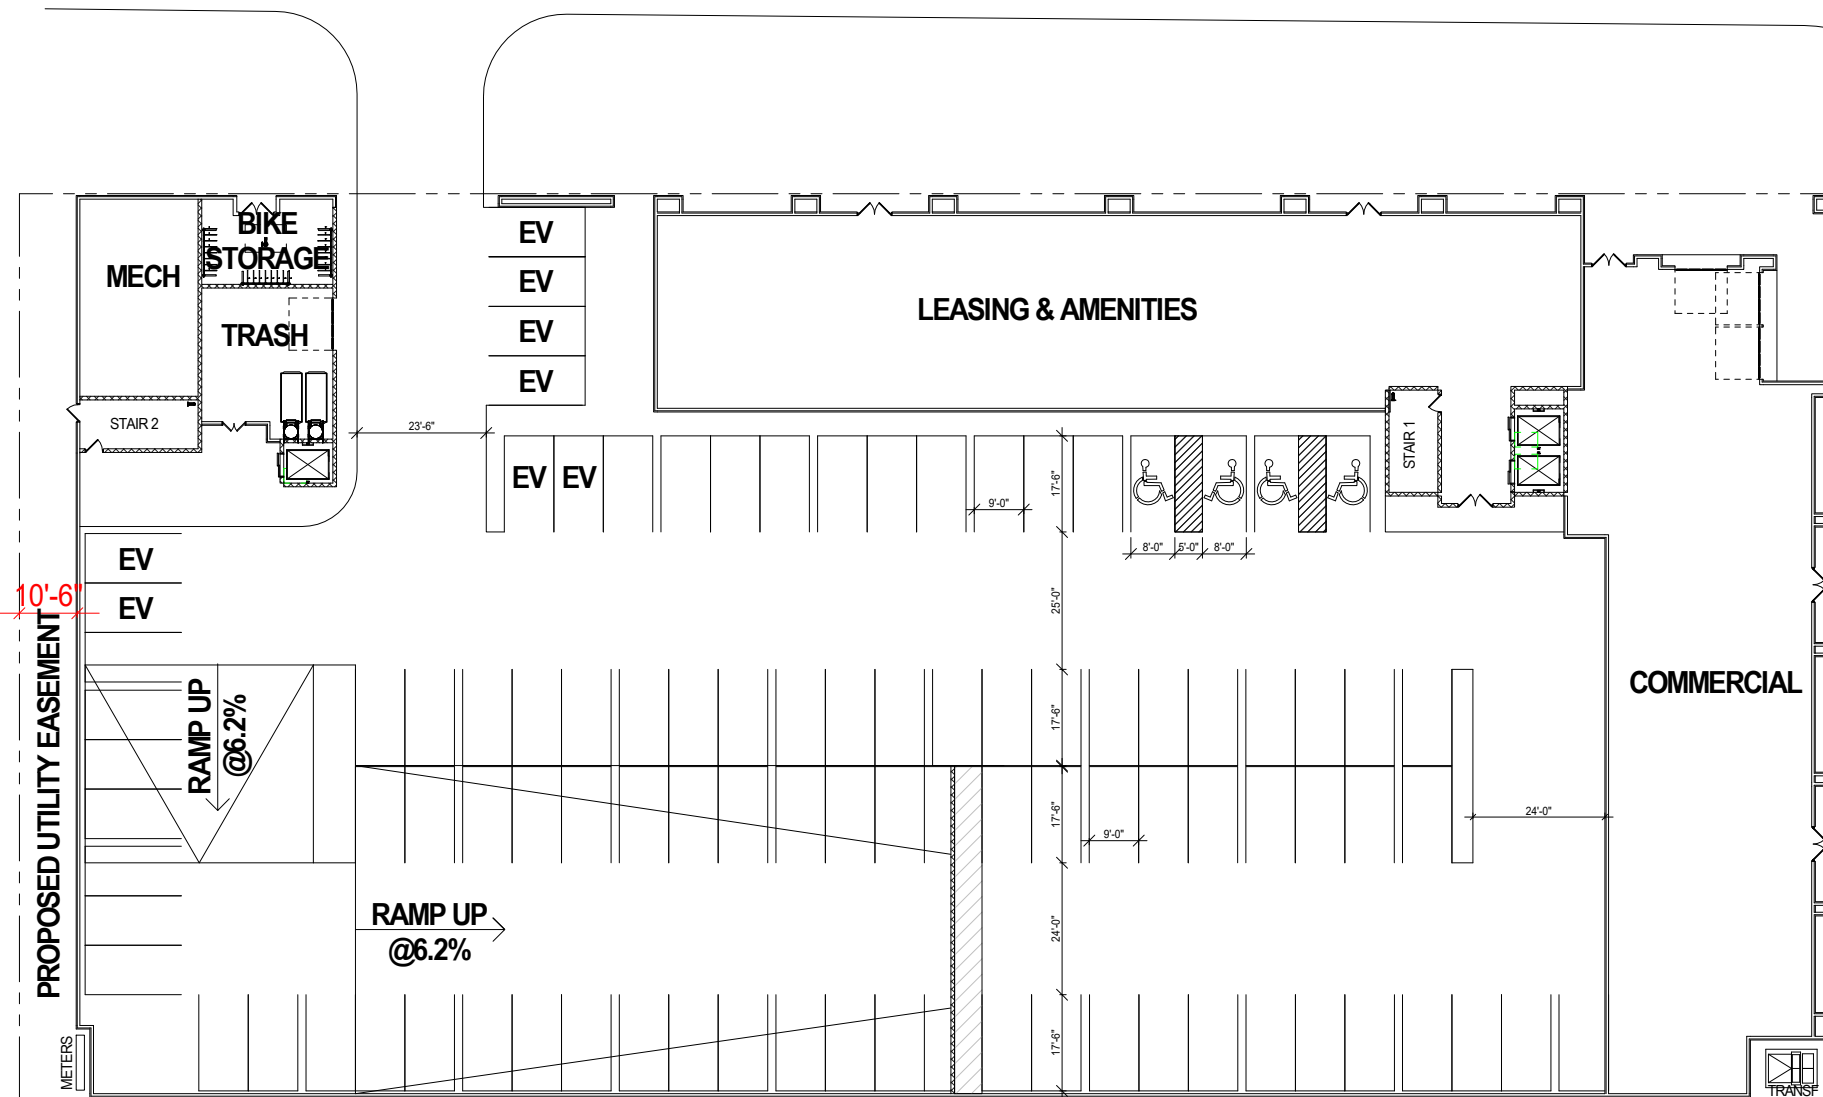 BIKE
STORAGE
MECH
TRASH
STAIR 2
EV
EV
EV
EV
LEASING & AMENITIES
23'-6"
EV
EV
STAIR 1
17'-6"
9'-0"
8'-0"
5'-0"
8'-0"
EV
EV
10'-6"
25'-0"
PROPOSED UTILITY EASEMENT
RAMP UP
@6.2%
COMMERCIAL
17'-6"
17'-6"
9'-0"
24'-0"
RAMP UP
@6.2%
24'-0"
17'-6"
METERS
TRANSF